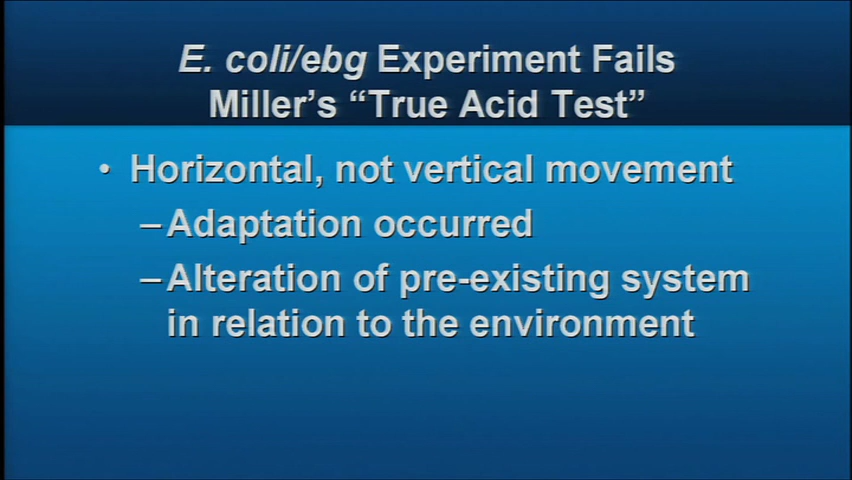 E. coli/ebg Experiment Fails
Miller's “True Acid Test”
• Horizontal, not vertical movement
–Adaptation occurred
–Alteration of pre-existing system
in relation to the environment